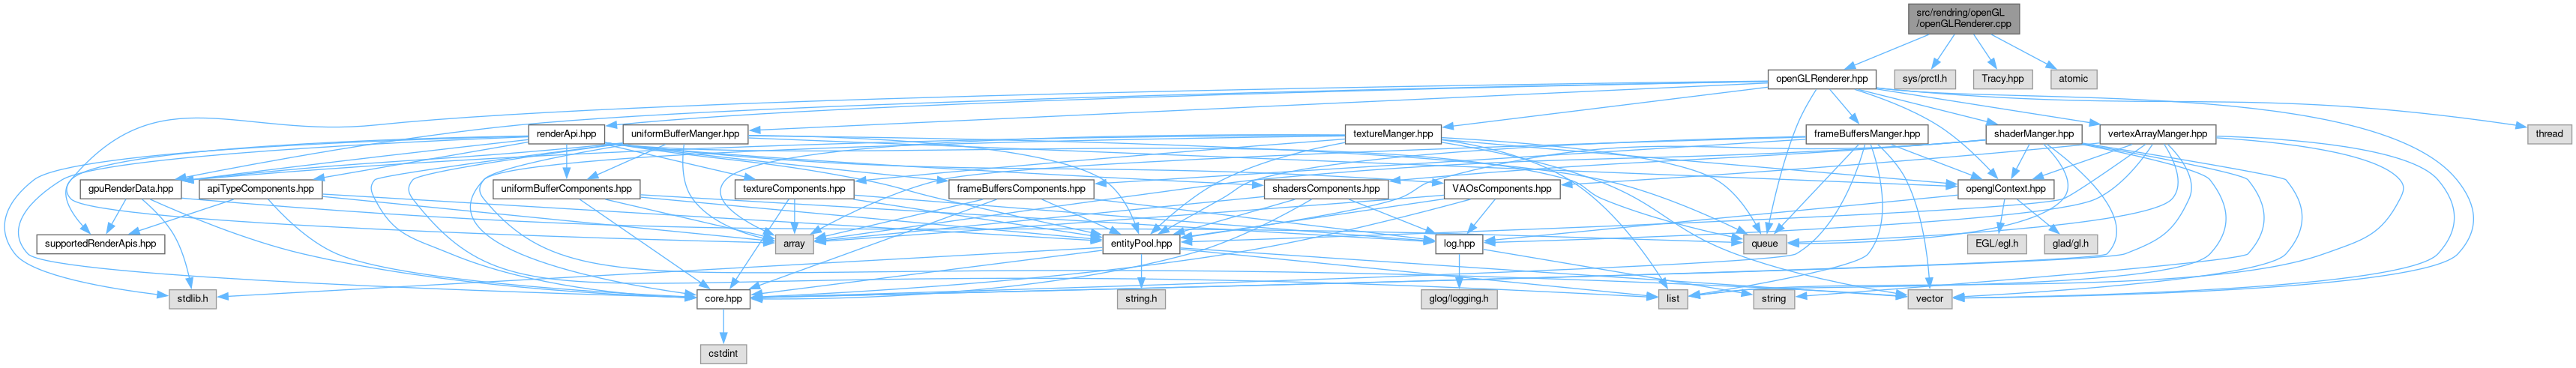 src/rendring/openGL
/openGLRenderer.cpp
openGLRenderer.hpp
sys/prctl.h
Tracy.hpp
atomic
renderApi.hpp
uniformBufferManger.hpp
textureManger.hpp
frameBuffersManger.hpp
shaderManger.hpp
vertexArrayManger.hpp
thread
gpuRenderData.hpp
apiTypeComponents.hpp
uniformBufferComponents.hpp
textureComponents.hpp
frameBuffersComponents.hpp
shadersComponents.hpp
VAOsComponents.hpp
openglContext.hpp
supportedRenderApis.hpp
array
entityPool.hpp
log.hpp
queue
EGL/egl.h
glad/gl.h
stdlib.h
core.hpp
string.h
glog/logging.h
list
string
vector
cstdint